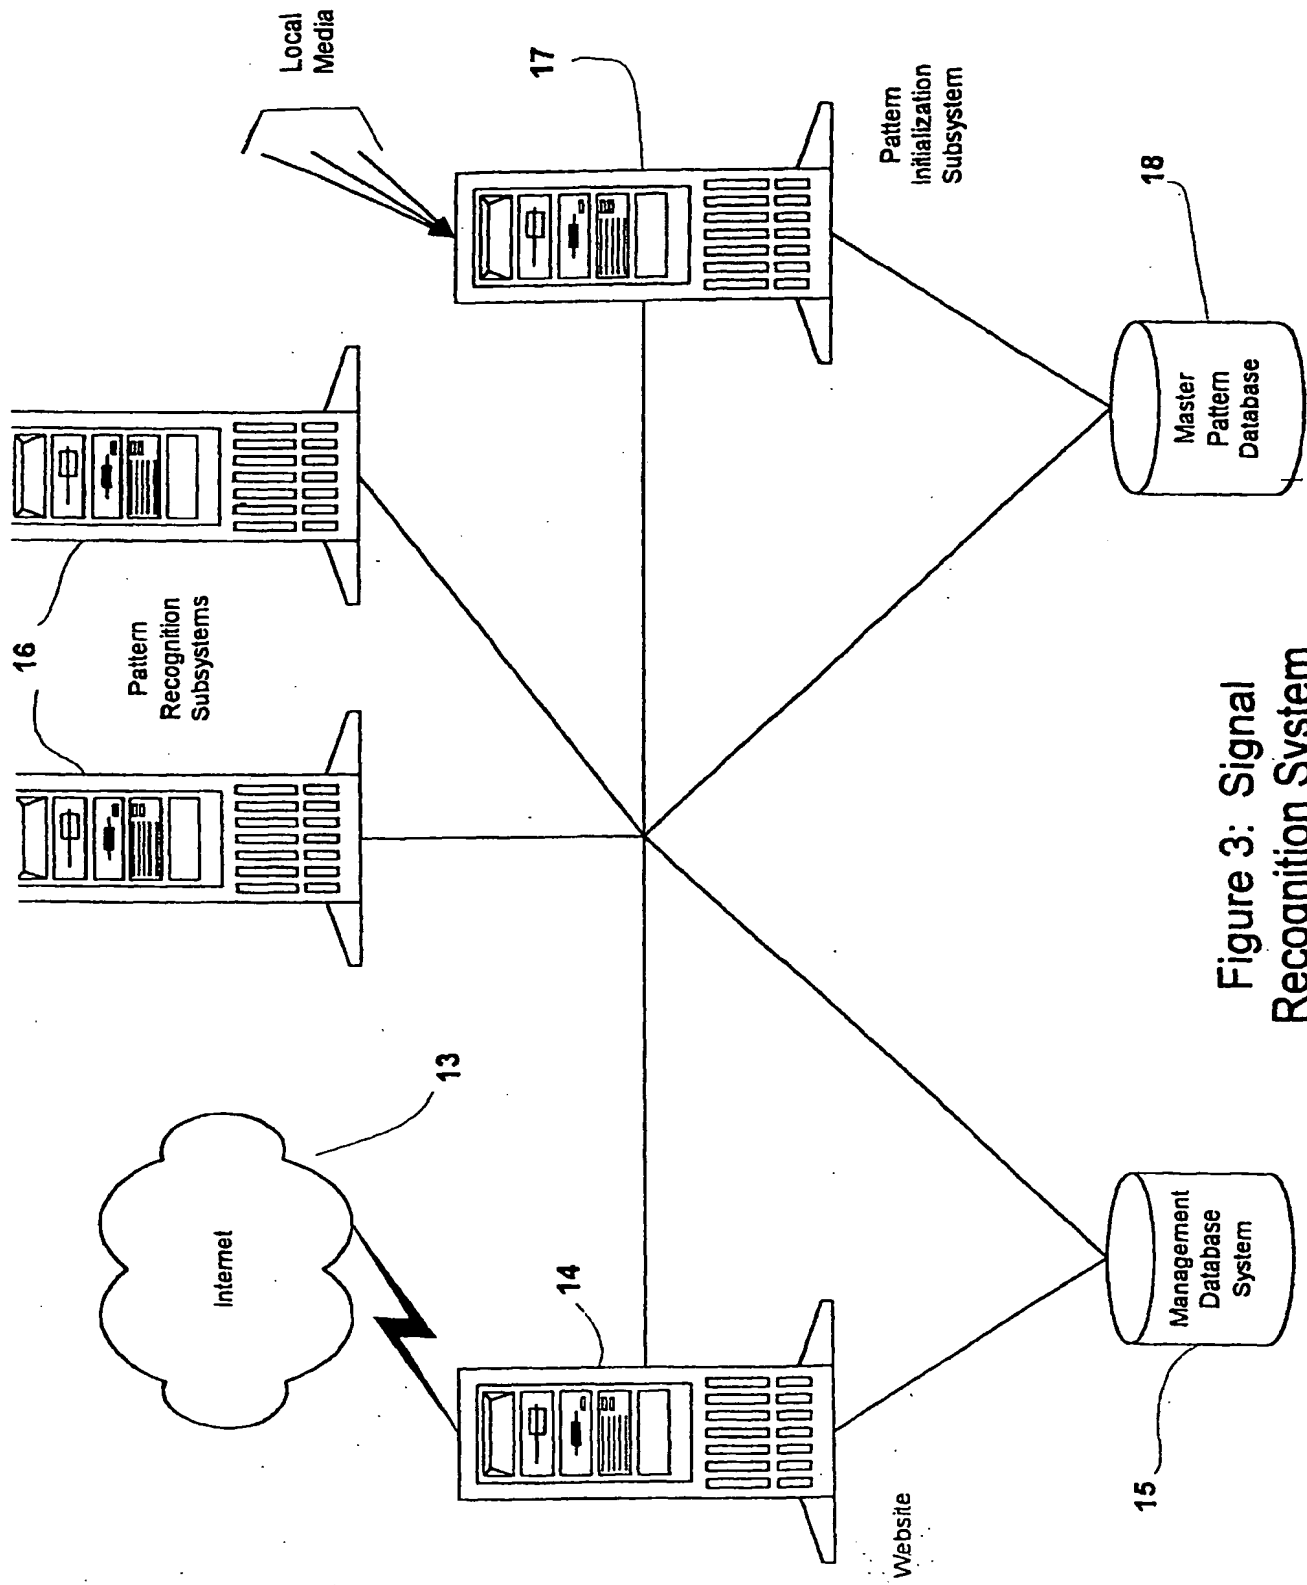 Internet
13
14
Website
Management
Database
System
15
16
Pattern
Recognition
Subsystems
Local
Media
17
Pattern
Initialization
Subsystem
18
Master
Pattern
Database
Figure 3: Signal
Recognition System